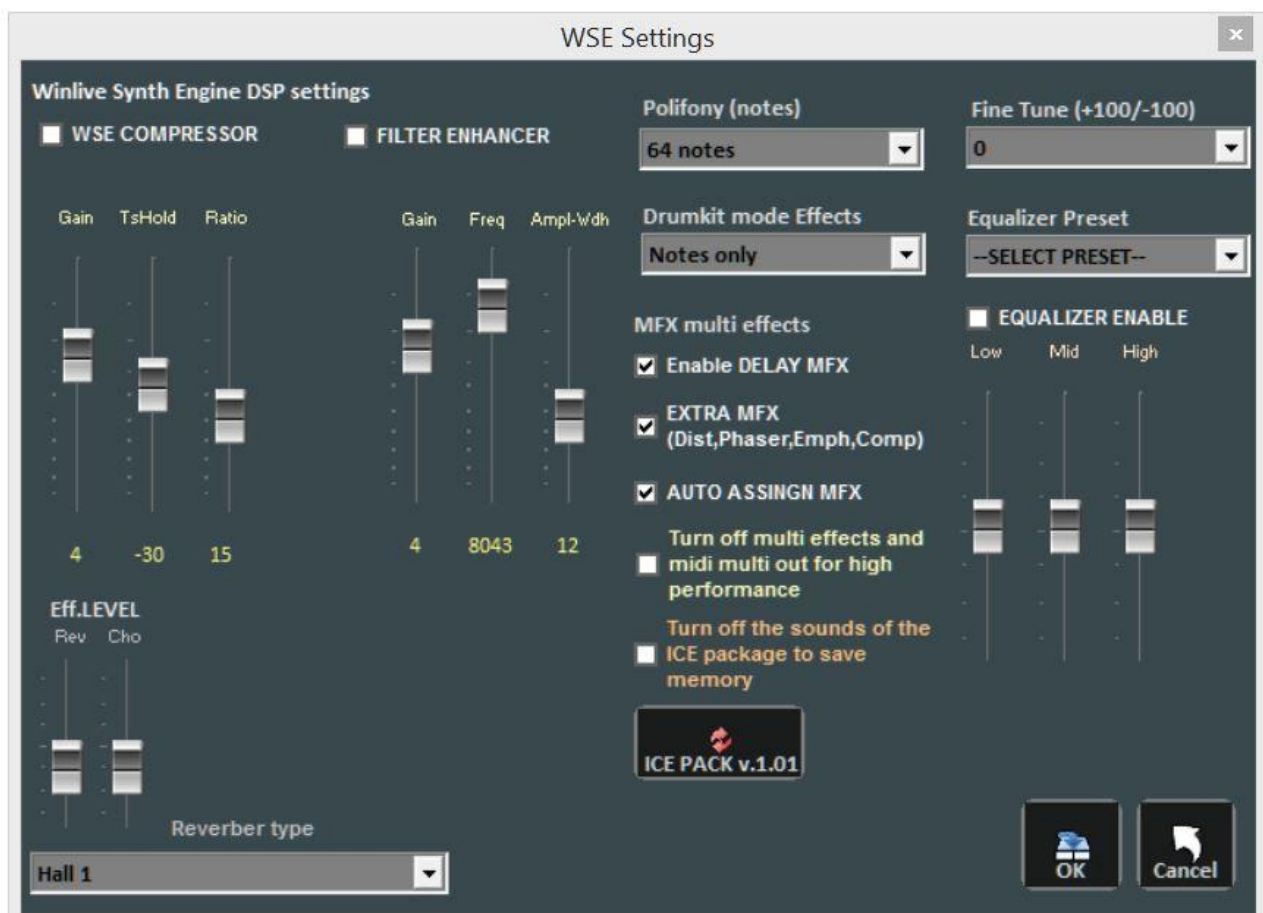 WSE Settings
Winlive Synth Engine DSP settings
WSE COMPRESSOR
FILTER ENHANCER
Gain TsHold Ratio
Gain Freq Ampl-Wdh
4 -30 15
4 8043 12
Eff.LEVEL
Rev Cho
Reverber type
Hall 1
Polifony (notes)
64 notes
Drumkit mode Effects
Notes only
MFX multi effects
Enable DELAY MFX
EXTRA MFX
(Dist,Phaser,Emph,Comp)
AUTO ASSINGN MFX
Turn off multi effects and
midi multi out for high
performance
Turn off the sounds of the
ICE package to save
memory
ICE PACK v.1.01
Fine Tune (+100/-100)
0
Equalizer Preset
--SELECT PRESET--
EQUALIZER ENABLE
Low Mid High
OK
Cancel